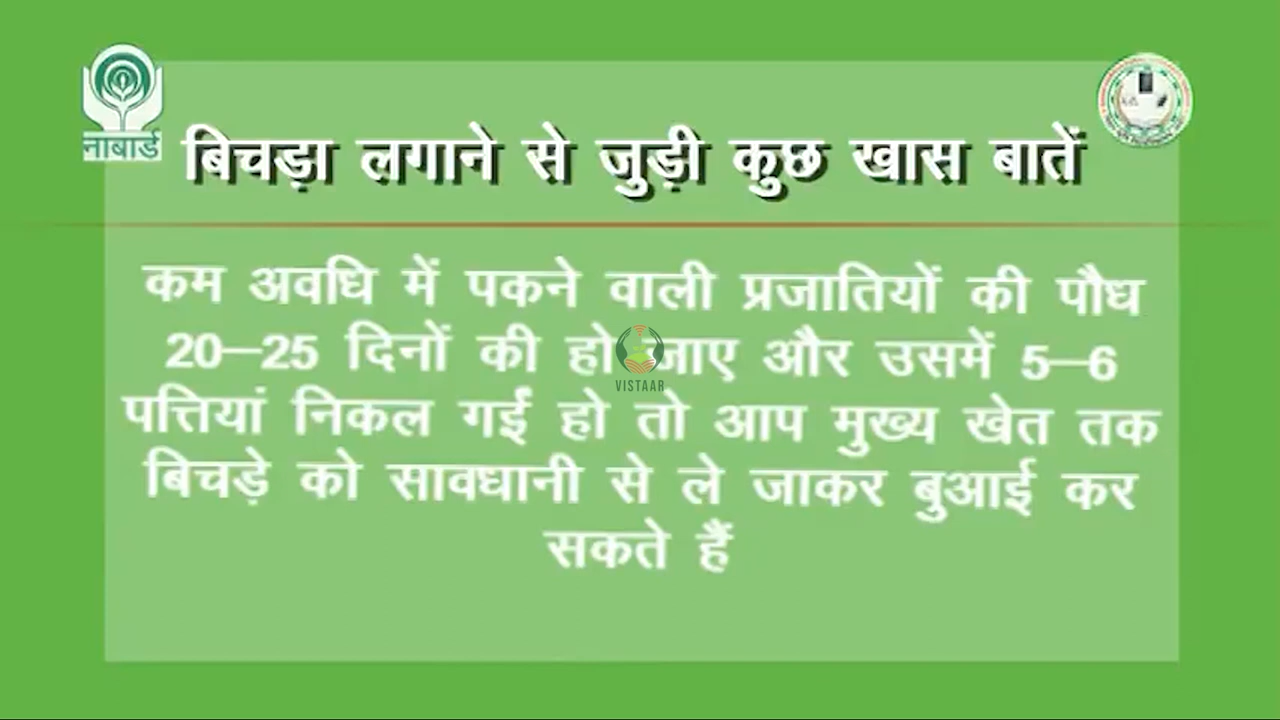 नाबार्ड
बिचड़ा लगाने से जुड़ी कुछ खास बातें
कम अवधि में पकने वाली प्रजातियों की पौध
20–25 दिनों की हो जाए और उसमें 5–6
पत्तियां निकल गईं हो तो आप मुख्य खेत तक
बिचड़े को सावधानी से ले जाकर बुआई कर
सकते हैं
VISTAAR